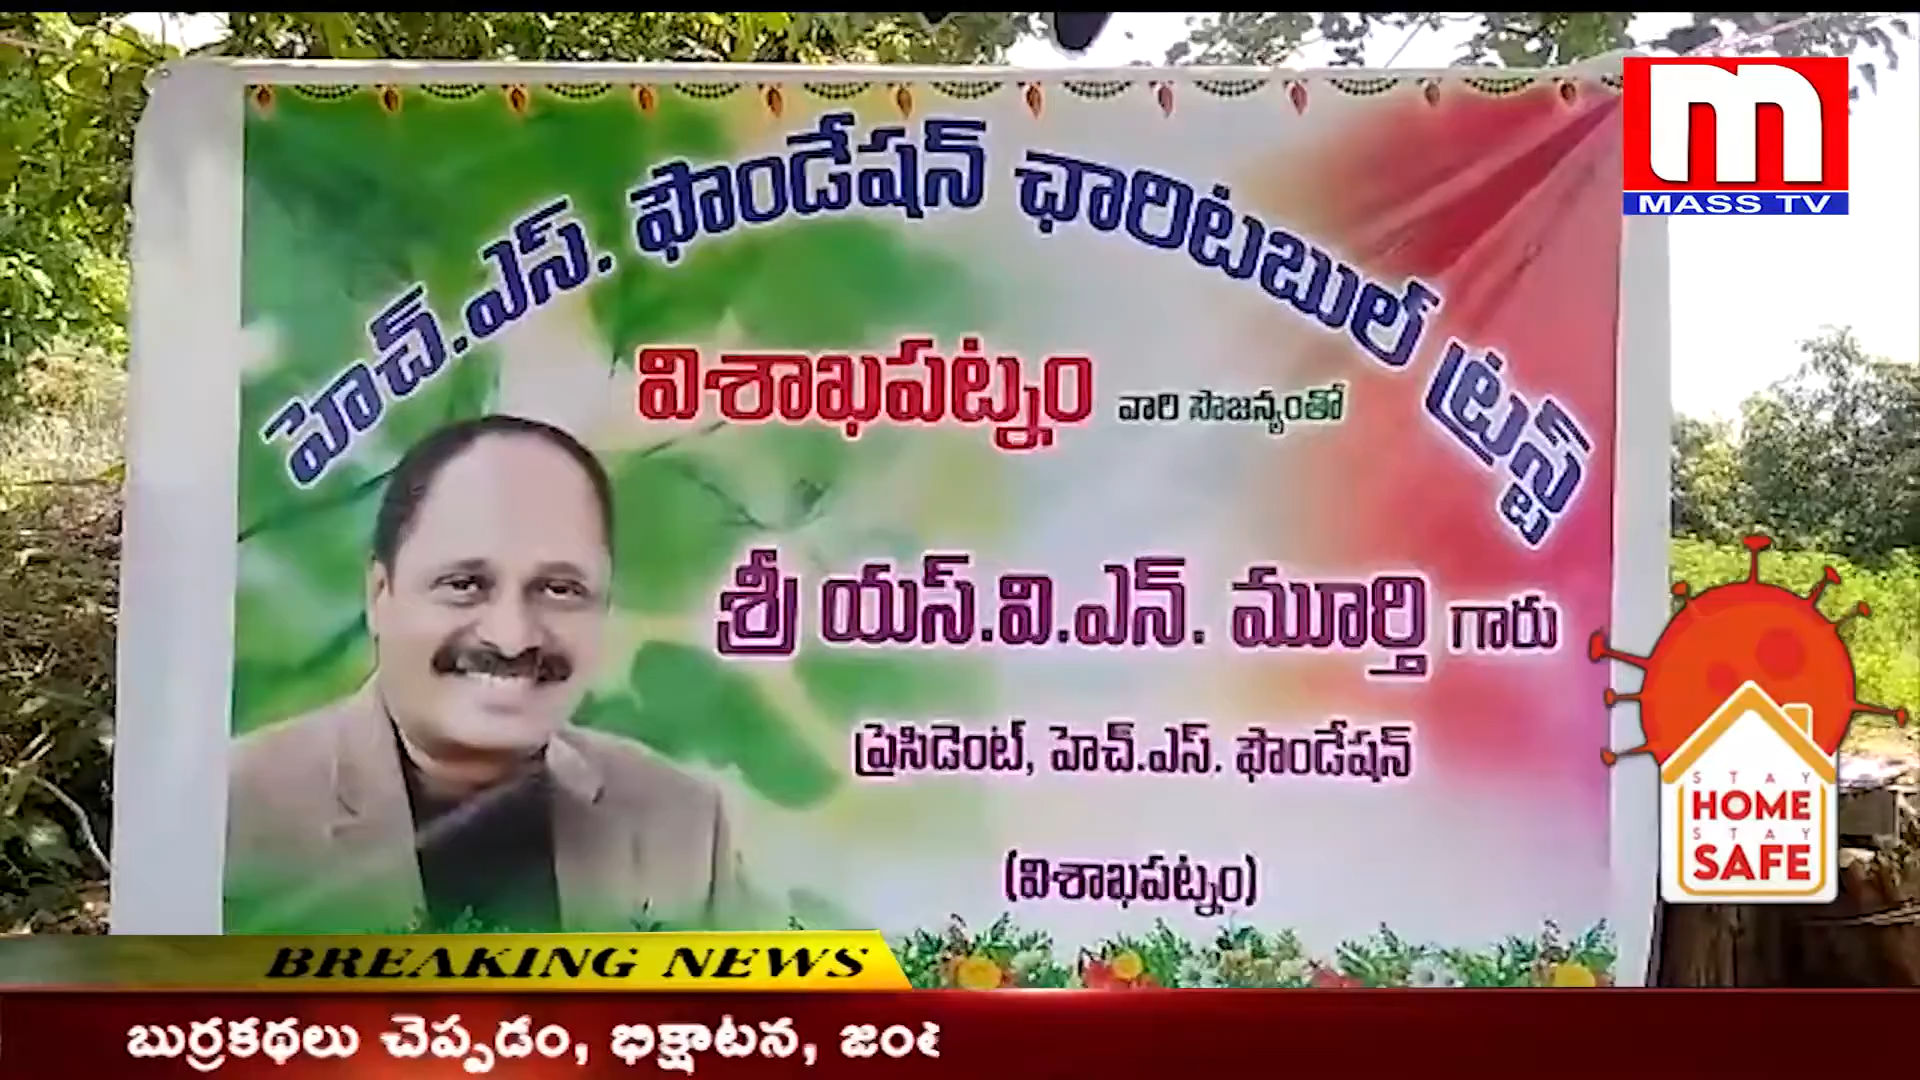 హెచ్.ఎస్. ఫౌండేషన్ ఛారిటబుల్ ట్రస్ట్
విశాఖపట్నం వారి సౌజన్యంతో
శ్రీ యస్.వి.ఎన్. మూర్తి గారు
ప్రెసిడెంట్, హెచ్.ఎస్. ఫౌండేషన్
(విశాఖపట్నం)
m
MASS TV
STAY
HOME
STAY
SAFE
BREAKING NEWS
బుర్రకథలు చెప్పడం, భిక్షాటన,